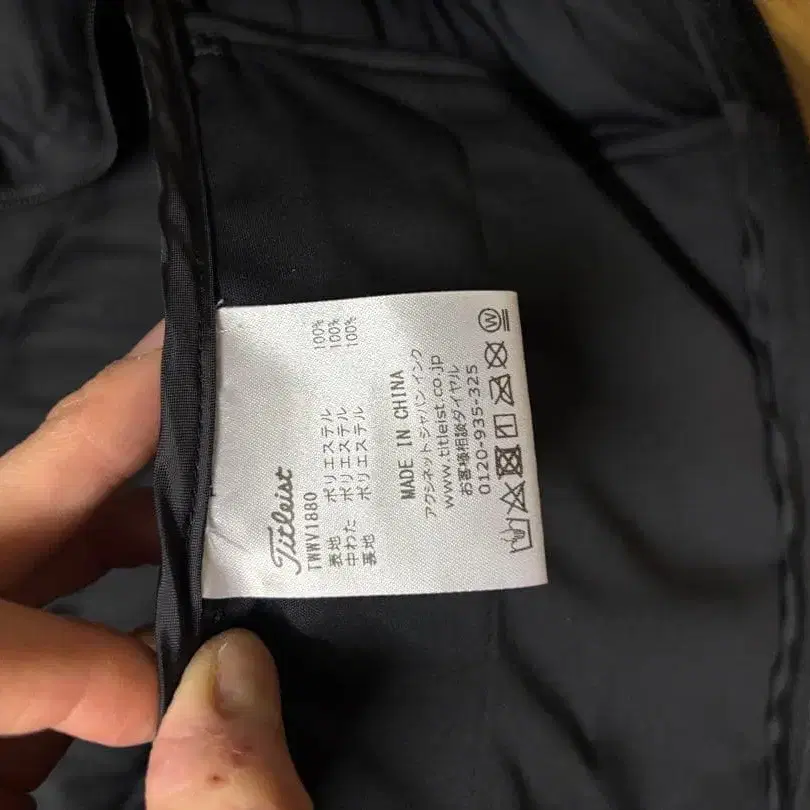 Titleist
TWWV1880
表地 ポリエステル 100%
中わた ポリエステル 100%
裏地 ポリエステル 100%
MADE IN CHINA
アクシネットジャパンインク
www.titleist.co.jp
お客様相談ダイヤル
0120-935-325
W